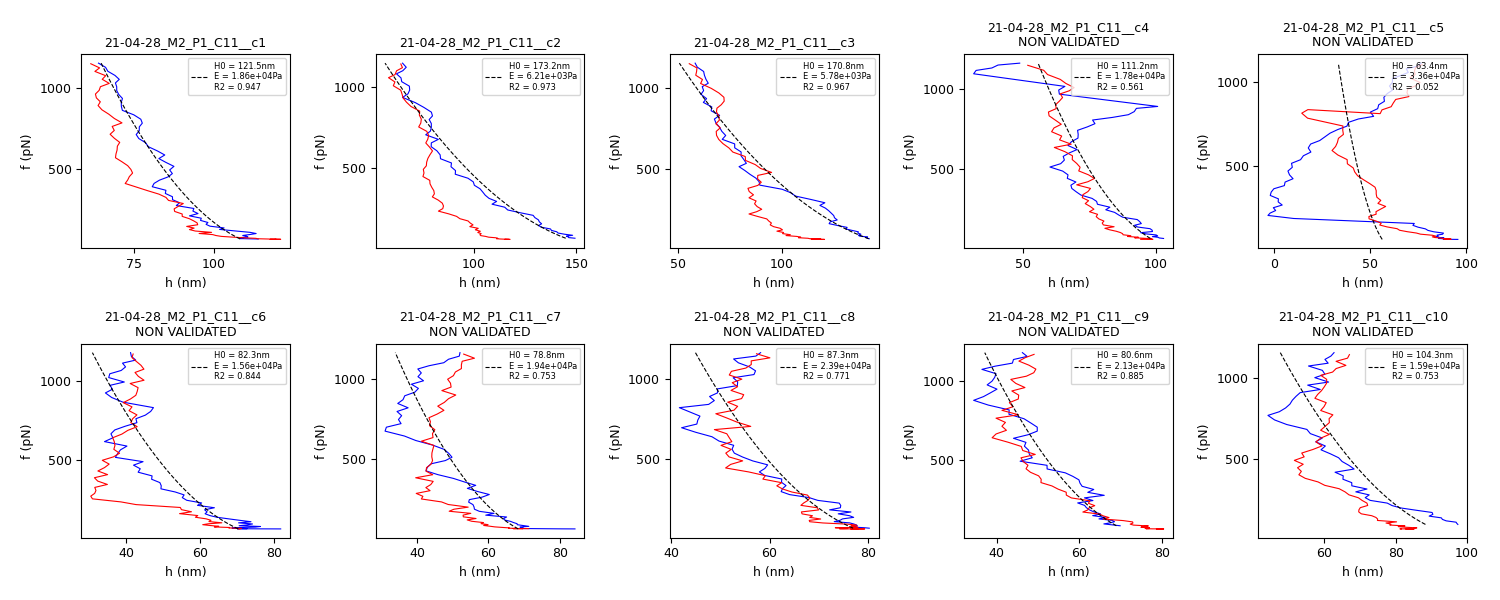 21-04-28_M2_P1_C11__c1
H0 = 121.5nm
E = 1.86e+04Pa
R2 = 0.947
1000
500
f (pN)
75
100
h (nm)
21-04-28_M2_P1_C11__c2
H0 = 173.2nm
E = 6.21e+03Pa
R2 = 0.973
1000
500
f (pN)
100
150
h (nm)
21-04-28_M2_P1_C11__c3
H0 = 170.8nm
E = 5.78e+03Pa
R2 = 0.967
1000
500
f (pN)
50
100
h (nm)
21-04-28_M2_P1_C11__c4
NON VALIDATED
H0 = 111.2nm
E = 1.78e+04Pa
R2 = 0.561
1000
500
f (pN)
50
100
h (nm)
21-04-28_M2_P1_C11__c5
NON VALIDATED
H0 = 63.4nm
E = 3.36e+04Pa
R2 = 0.052
1000
500
f (pN)
0
50
100
h (nm)
21-04-28_M2_P1_C11__c6
NON VALIDATED
H0 = 82.3nm
E = 1.56e+04Pa
R2 = 0.844
1000
500
f (pN)
40
60
80
h (nm)
21-04-28_M2_P1_C11__c7
NON VALIDATED
H0 = 78.8nm
E = 1.94e+04Pa
R2 = 0.753
1000
500
f (pN)
40
60
80
h (nm)
21-04-28_M2_P1_C11__c8
NON VALIDATED
H0 = 87.3nm
E = 2.39e+04Pa
R2 = 0.771
1000
500
f (pN)
40
60
80
h (nm)
21-04-28_M2_P1_C11__c9
NON VALIDATED
H0 = 80.6nm
E = 2.13e+04Pa
R2 = 0.885
1000
500
f (pN)
40
60
80
h (nm)
21-04-28_M2_P1_C11__c10
NON VALIDATED
H0 = 104.3nm
E = 1.59e+04Pa
R2 = 0.753
1000
500
f (pN)
60
80
100
h (nm)